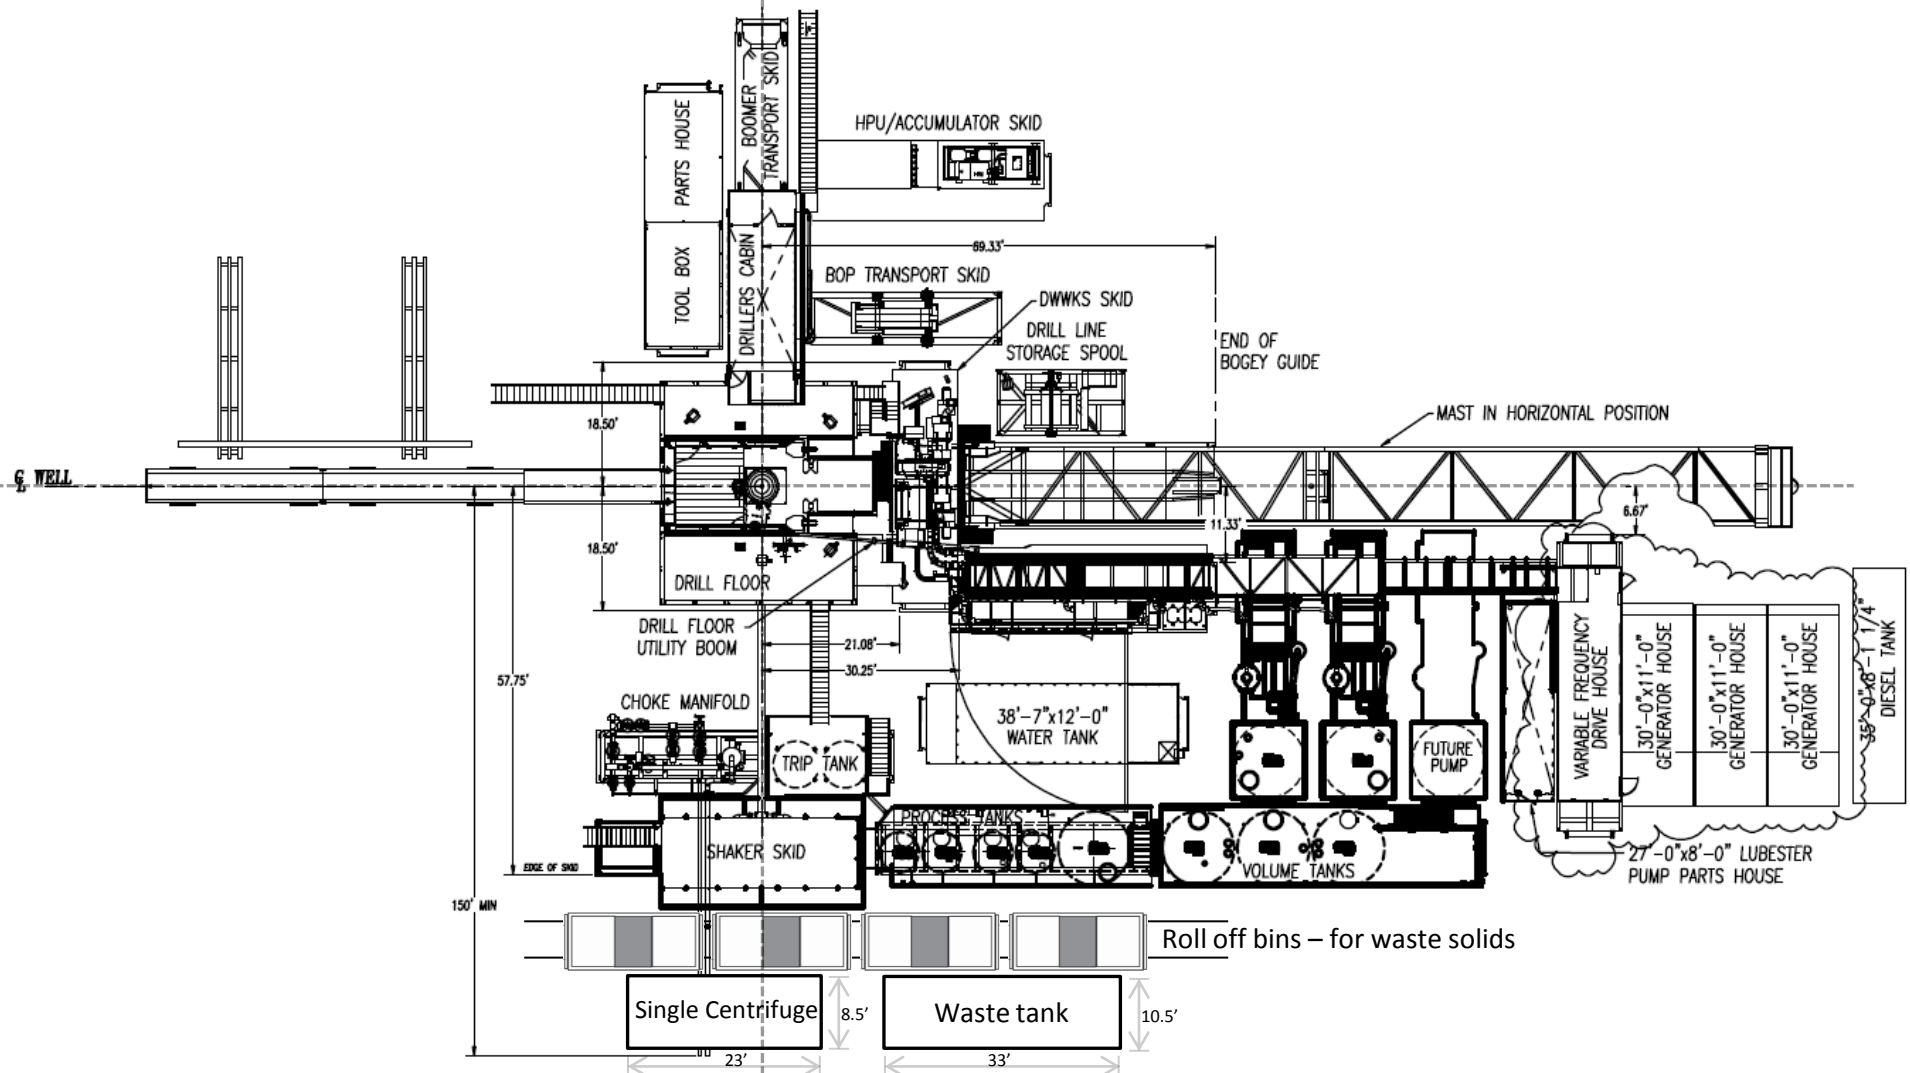 BOOMER
TRANSPORT SKID
PARTS HOUSE
HPU/ACCUMULATOR SKID
TOOL BOX
DRILLERS CABIN
69.33'
BOP TRANSPORT SKID
DWWKS SKID
DRILL LINE
STORAGE SPOOL
END OF
BOGEY GUIDE
MAST IN HORIZONTAL POSITION
18.50'
WELL
6.67'
11.33'
18.50'
DRILL FLOOR
DRILL FLOOR
UTILITY BOOM
21.08'
30.25'
57.75'
CHOKE MANIFOLD
TRIP TANK
38'-7"x12'-0"
WATER TANK
FUTURE
PUMP
VARIABLE FREQUENCY
DRIVE HOUSE
30'-0"x11'-0"
GENERATOR HOUSE
30'-0"x11'-0"
GENERATOR HOUSE
30'-0"x11'-0"
GENERATOR HOUSE
35'-0"x8'-1 1/4"
DIESEL TANK
PROCESS TANKS
SHAKER SKID
EDGE OF SKID
VOLUME TANKS
27'-0"x8'-0" LUBESTER
PUMP PARTS HOUSE
150' MIN
Roll off bins – for waste solids
Single Centrifuge
8.5'
Waste tank
10.5'
23'
33'